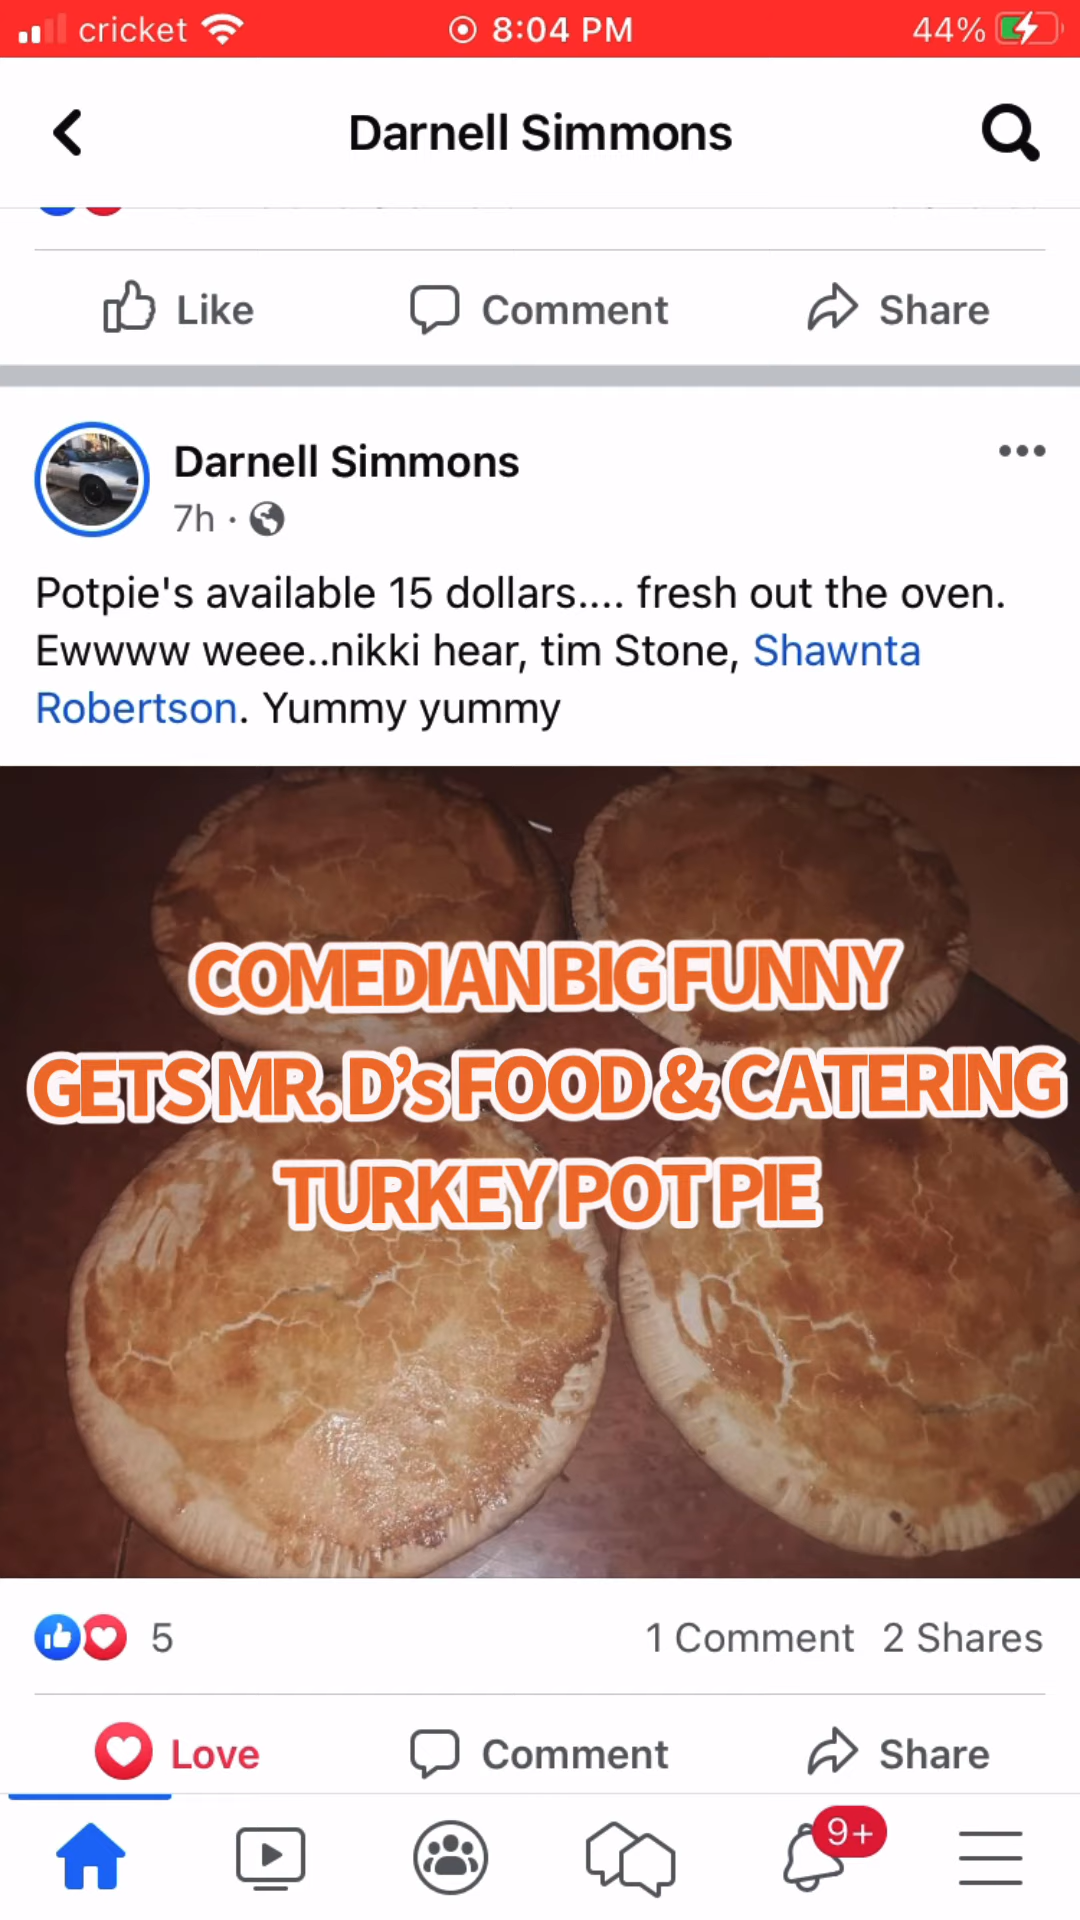 cricket 8:04 PM 44%
Darnell Simmons
Like Comment Share
Darnell Simmons
7h ·
Potpie's available 15 dollars.... fresh out the oven.
Ewwww weee..nikki hear, tim Stone, Shawnta
Robertson. Yummy yummy
COMEDIAN BIG FUNNY
GETS MR. D's FOOD & CATERING
TURKEY POT PIE
5 1 Comment 2 Shares
Love Comment Share
9+